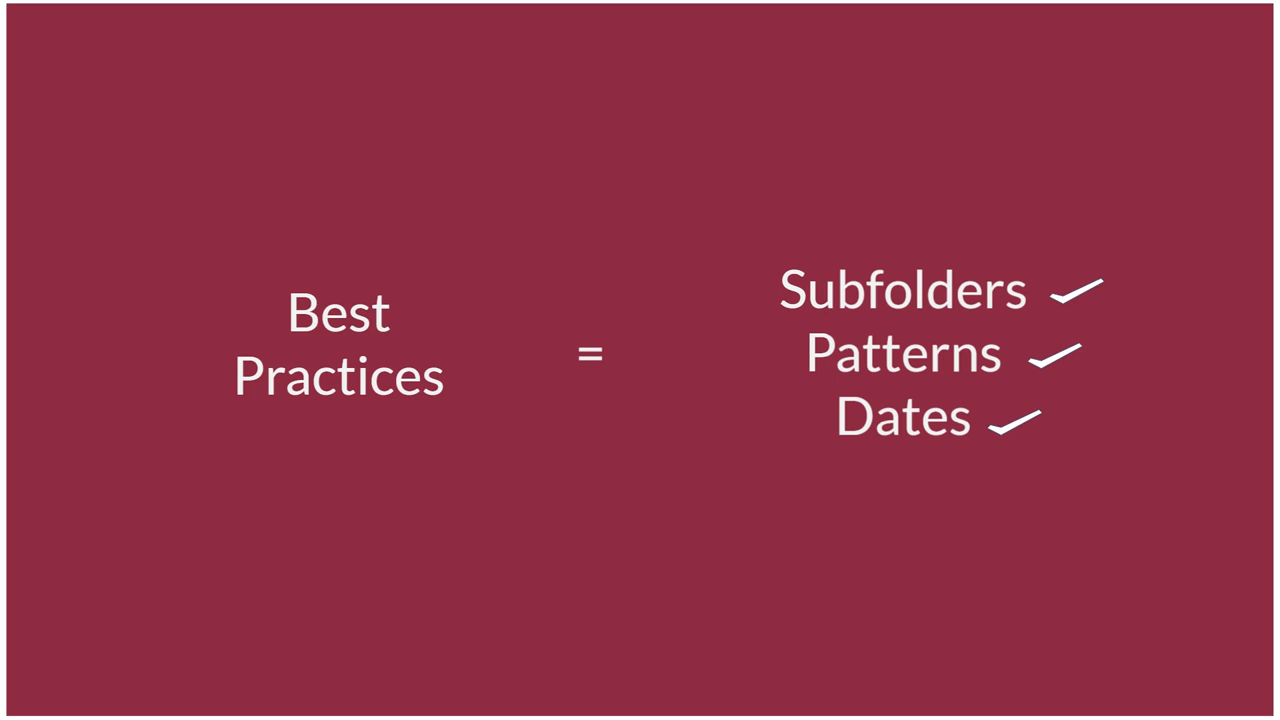 Best
Practices
=
Subfolders ✓
Patterns ✓
Dates ✓